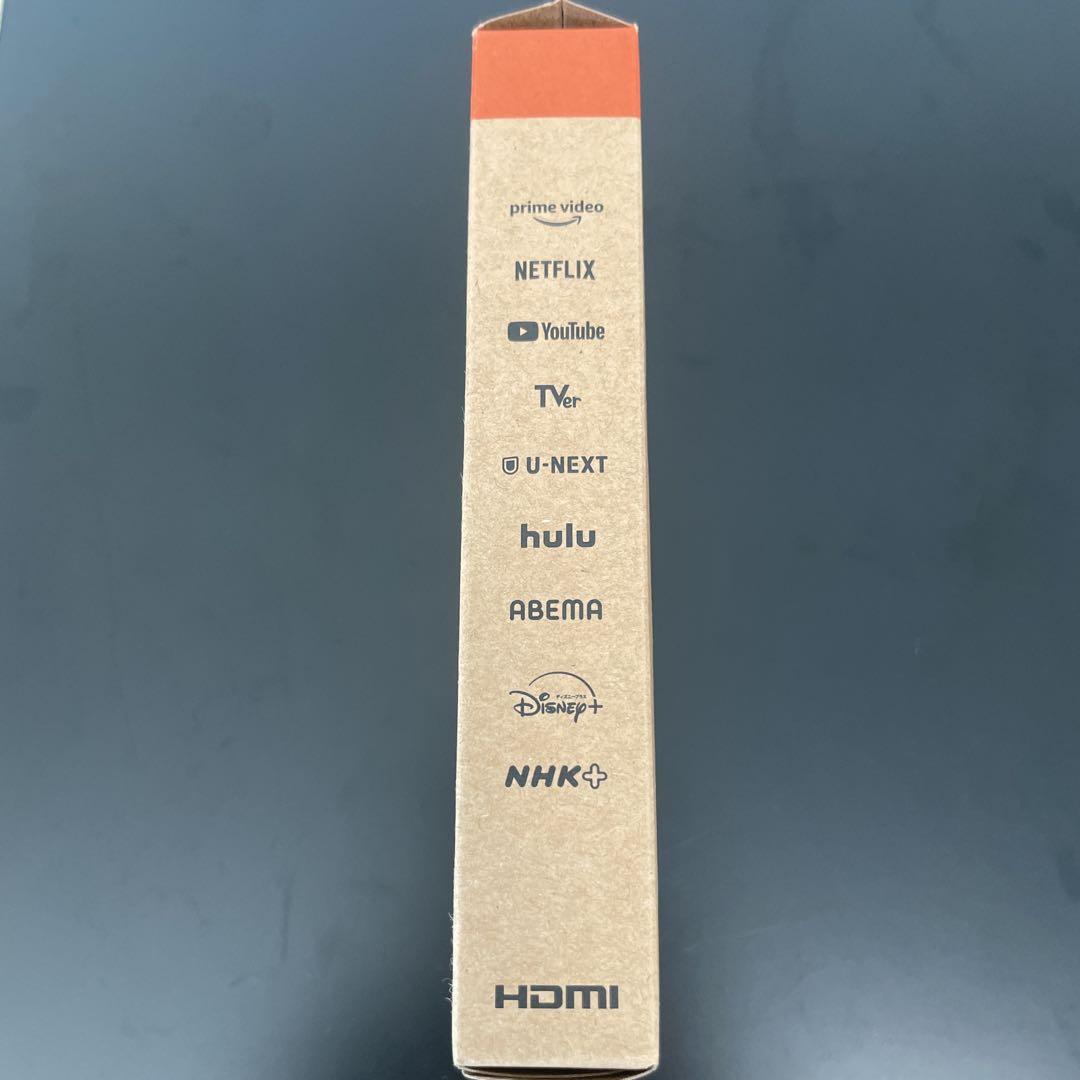 prime video
NETFLIX
YouTube
TVer
U-NEXT
hulu
ABEMA
ディズニープラス
Disney+
NHK+
HDMI